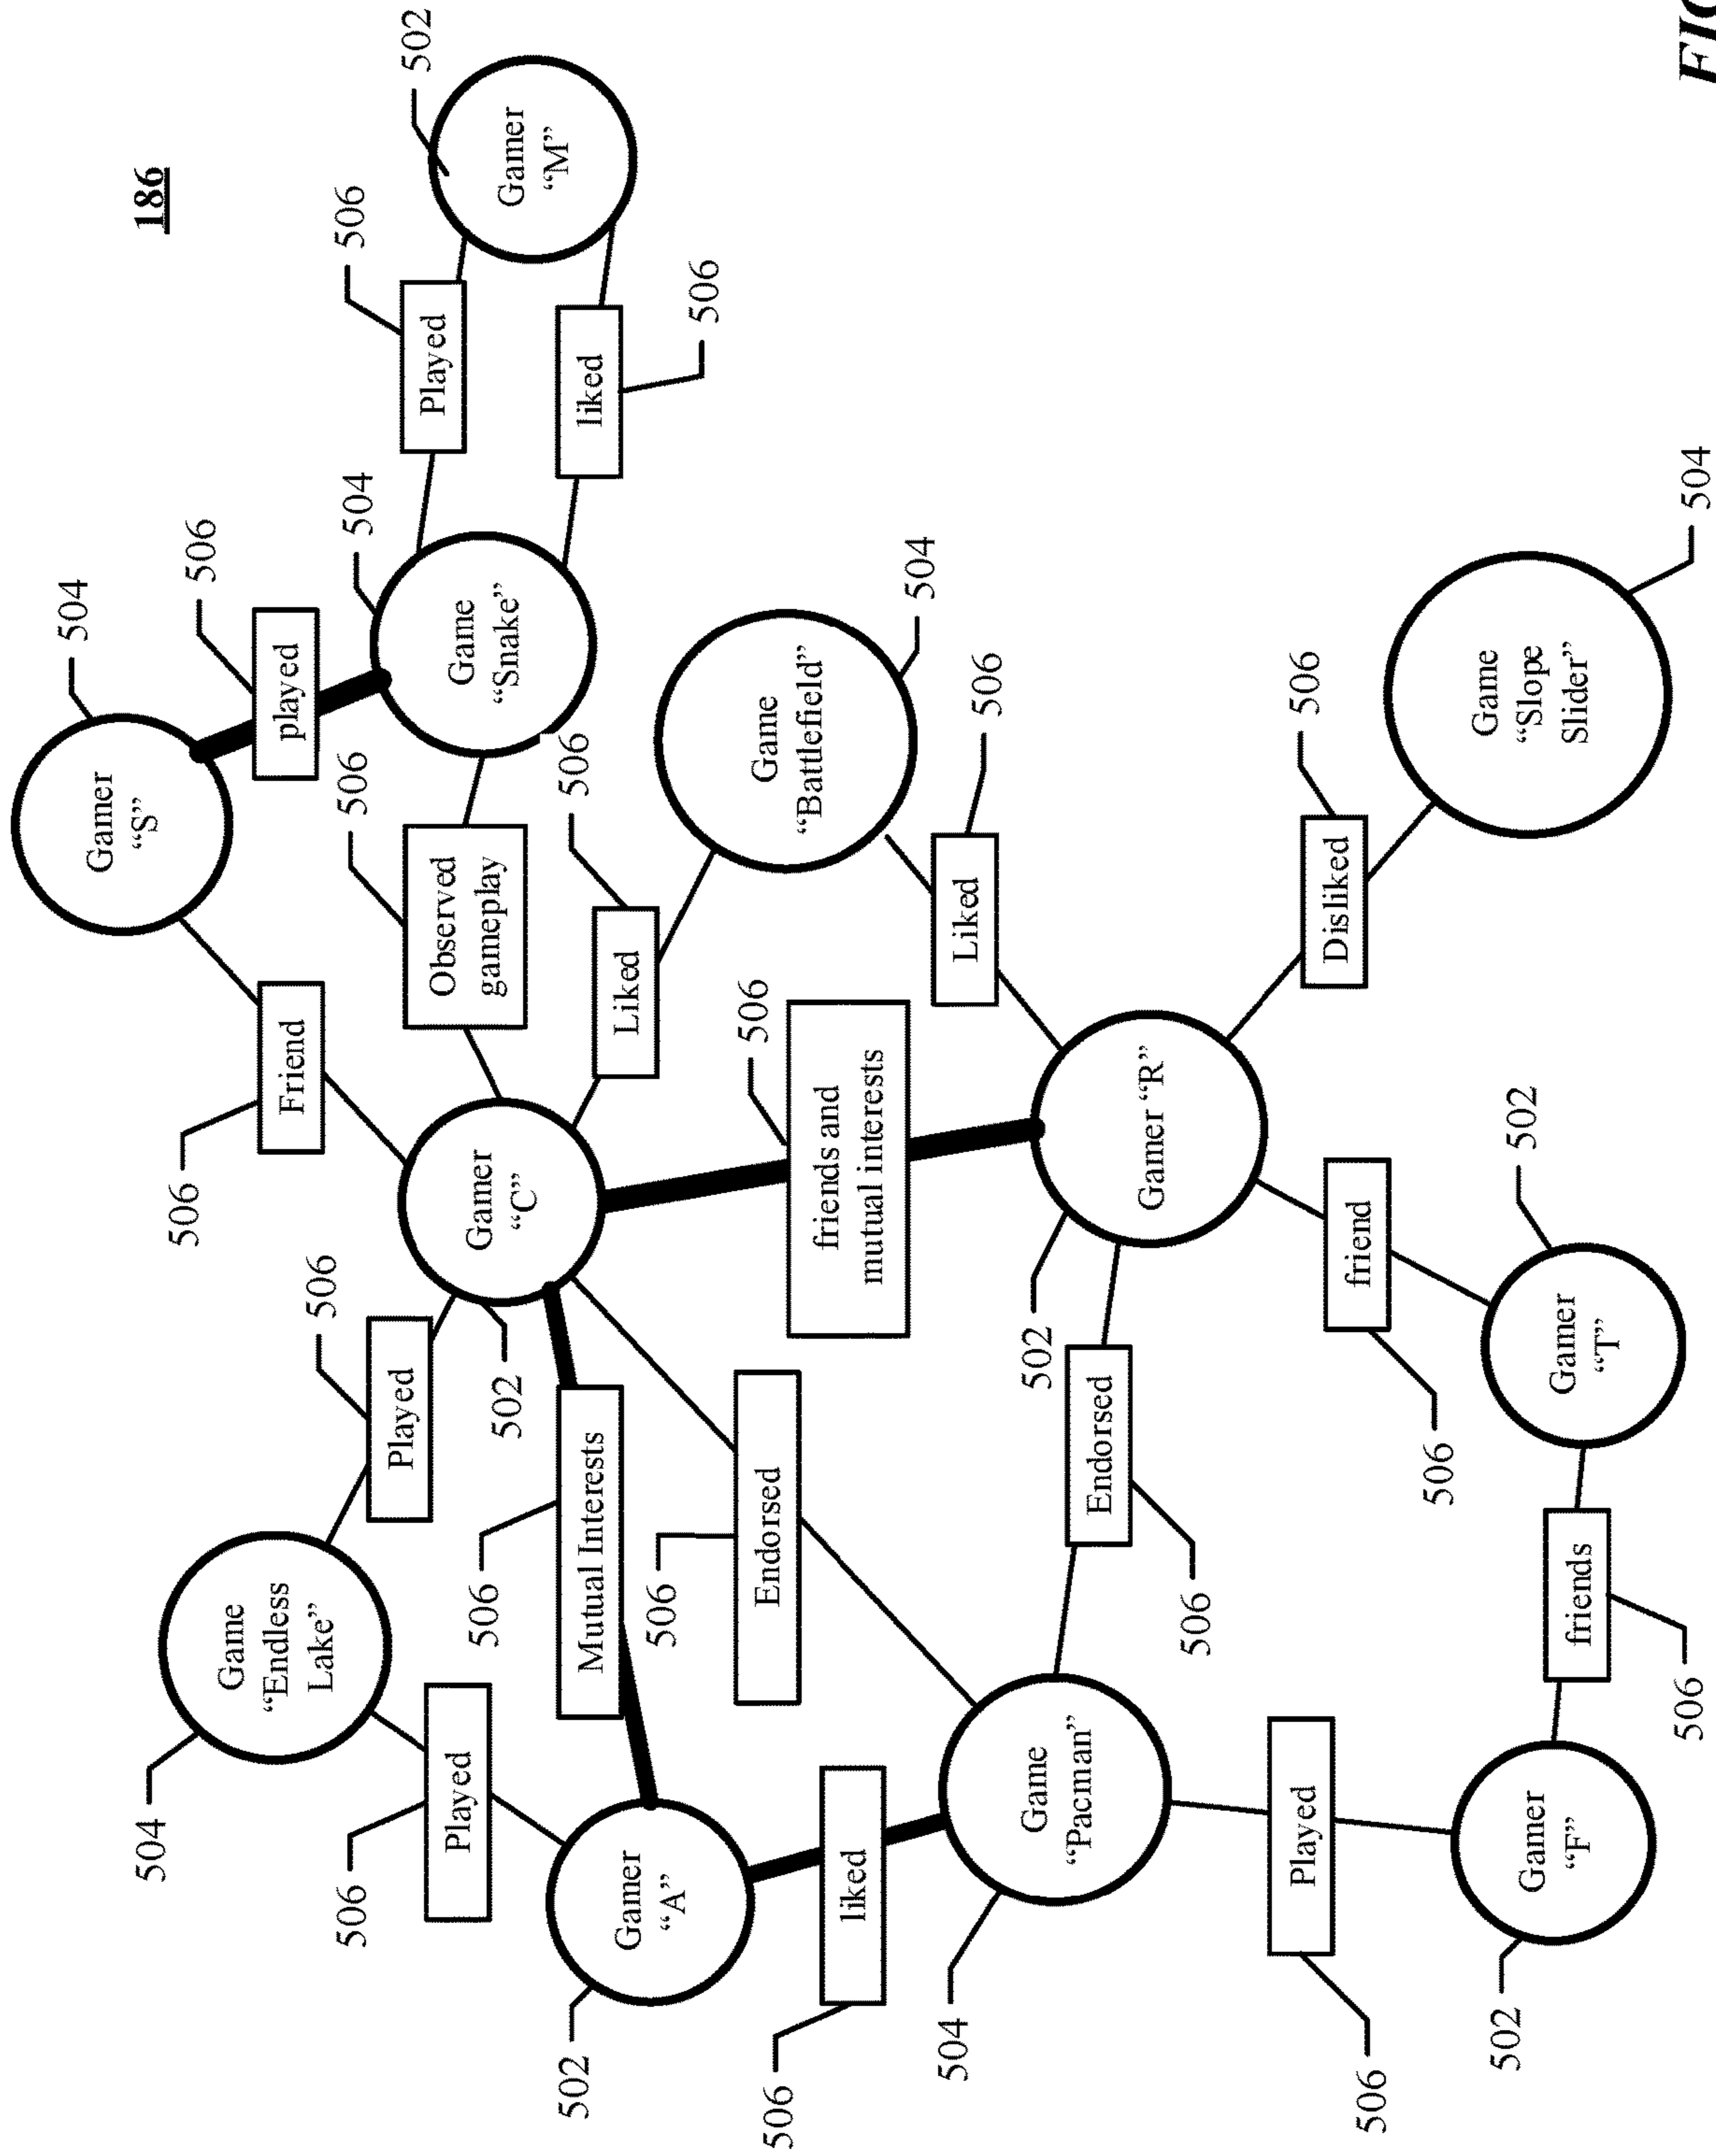 504
186
Gamer
“S”
504
506
506
Game
“Endless
Lake”
Friend
played
506
506
506
504
506
Played
502
Played
Played
Observed
gameplay
Game
“Snake”
Gamer
“C”
506
502
Gamer
“M”
502
506
Mutual Interests
liked
Liked
Gamer
“A”
506
506
506
Endorsed
Game
“Battlefield”
506
friends and
mutual interests
liked
504
504
Liked
506
Game
“Pacman”
502
Endorsed
Gamer “R”
506
Played
506
Disliked
friend
506
506
Game
“Slope
Slider”
502
502
Gamer
“F”
Gamer
“T”
friends
506
504